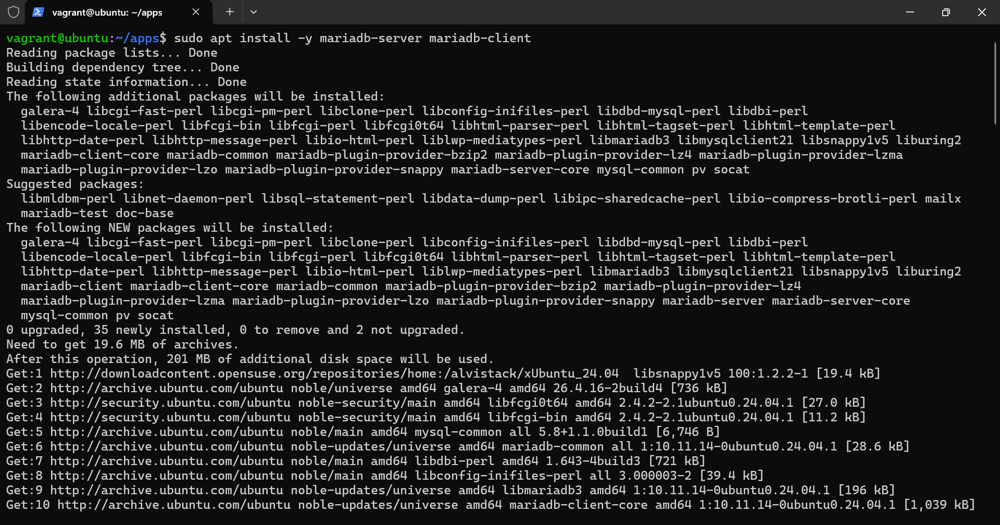 vagrant@ubuntu: ~/apps
vagrant@ubuntu:~/apps$ sudo apt install -y mariadb-server mariadb-client
Reading package lists... Done
Building dependency tree... Done
Reading state information... Done
The following additional packages will be installed:
  galera-4 libcgi-fast-perl libcgi-pm-perl libclone-perl libconfig-inifiles-perl libdbd-mysql-perl libdbi-perl
  libencode-locale-perl libfcgi-bin libfcgi-perl libfcgi0t64 libhtml-parser-perl libhtml-tagset-perl libhtml-template-perl
  libhttp-date-perl libhttp-message-perl libio-html-perl liblwp-mediatypes-perl libmariadb3 libmysqlclient21 libsnappy1v5 liburing2
  mariadb-client-core mariadb-common mariadb-plugin-provider-bzip2 mariadb-plugin-provider-lz4 mariadb-plugin-provider-lzma
  mariadb-plugin-provider-lzo mariadb-plugin-provider-snappy mariadb-server-core mysql-common pv socat
Suggested packages:
  libmldbm-perl libnet-daemon-perl libsql-statement-perl libdata-dump-perl libipc-sharedcache-perl libio-compress-brotli-perl mailx
  mariadb-test doc-base
The following NEW packages will be installed:
  galera-4 libcgi-fast-perl libcgi-pm-perl libclone-perl libconfig-inifiles-perl libdbd-mysql-perl libdbi-perl
  libencode-locale-perl libfcgi-bin libfcgi-perl libfcgi0t64 libhtml-parser-perl libhtml-tagset-perl libhtml-template-perl
  libhttp-date-perl libhttp-message-perl libio-html-perl liblwp-mediatypes-perl libmariadb3 libmysqlclient21 libsnappy1v5 liburing2
  mariadb-client mariadb-client-core mariadb-common mariadb-plugin-provider-bzip2 mariadb-plugin-provider-lz4
  mariadb-plugin-provider-lzma mariadb-plugin-provider-lzo mariadb-plugin-provider-snappy mariadb-server mariadb-server-core
  mysql-common pv socat
0 upgraded, 35 newly installed, 0 to remove and 2 not upgraded.
Need to get 19.6 MB of archives.
After this operation, 201 MB of additional disk space will be used.
Get:1 http://downloadcontent.opensuse.org/repositories/home:/alvistack/xUbuntu_24.04  libsnappy1v5 100:1.2.2-1 [19.4 kB]
Get:2 http://archive.ubuntu.com/ubuntu noble/universe amd64 galera-4 amd64 26.4.16-2build4 [736 kB]
Get:3 http://security.ubuntu.com/ubuntu noble-security/main amd64 libfcgi0t64 amd64 2.4.2-2.1ubuntu0.24.04.1 [27.0 kB]
Get:4 http://security.ubuntu.com/ubuntu noble-security/main amd64 libfcgi-bin amd64 2.4.2-2.1ubuntu0.24.04.1 [11.2 kB]
Get:5 http://archive.ubuntu.com/ubuntu noble/main amd64 mysql-common all 5.8+1.1.0build1 [6,746 B]
Get:6 http://archive.ubuntu.com/ubuntu noble-updates/universe amd64 mariadb-common all 1:10.11.14-0ubuntu0.24.04.1 [28.6 kB]
Get:7 http://archive.ubuntu.com/ubuntu noble/main amd64 libdbi-perl amd64 1.643-4build3 [721 kB]
Get:8 http://archive.ubuntu.com/ubuntu noble/main amd64 libconfig-inifiles-perl all 3.000003-2 [39.4 kB]
Get:9 http://archive.ubuntu.com/ubuntu noble-updates/universe amd64 libmariadb3 amd64 1:10.11.14-0ubuntu0.24.04.1 [196 kB]
Get:10 http://archive.ubuntu.com/ubuntu noble-updates/universe amd64 mariadb-client-core amd64 1:10.11.14-0ubuntu0.24.04.1 [1,039 kB]